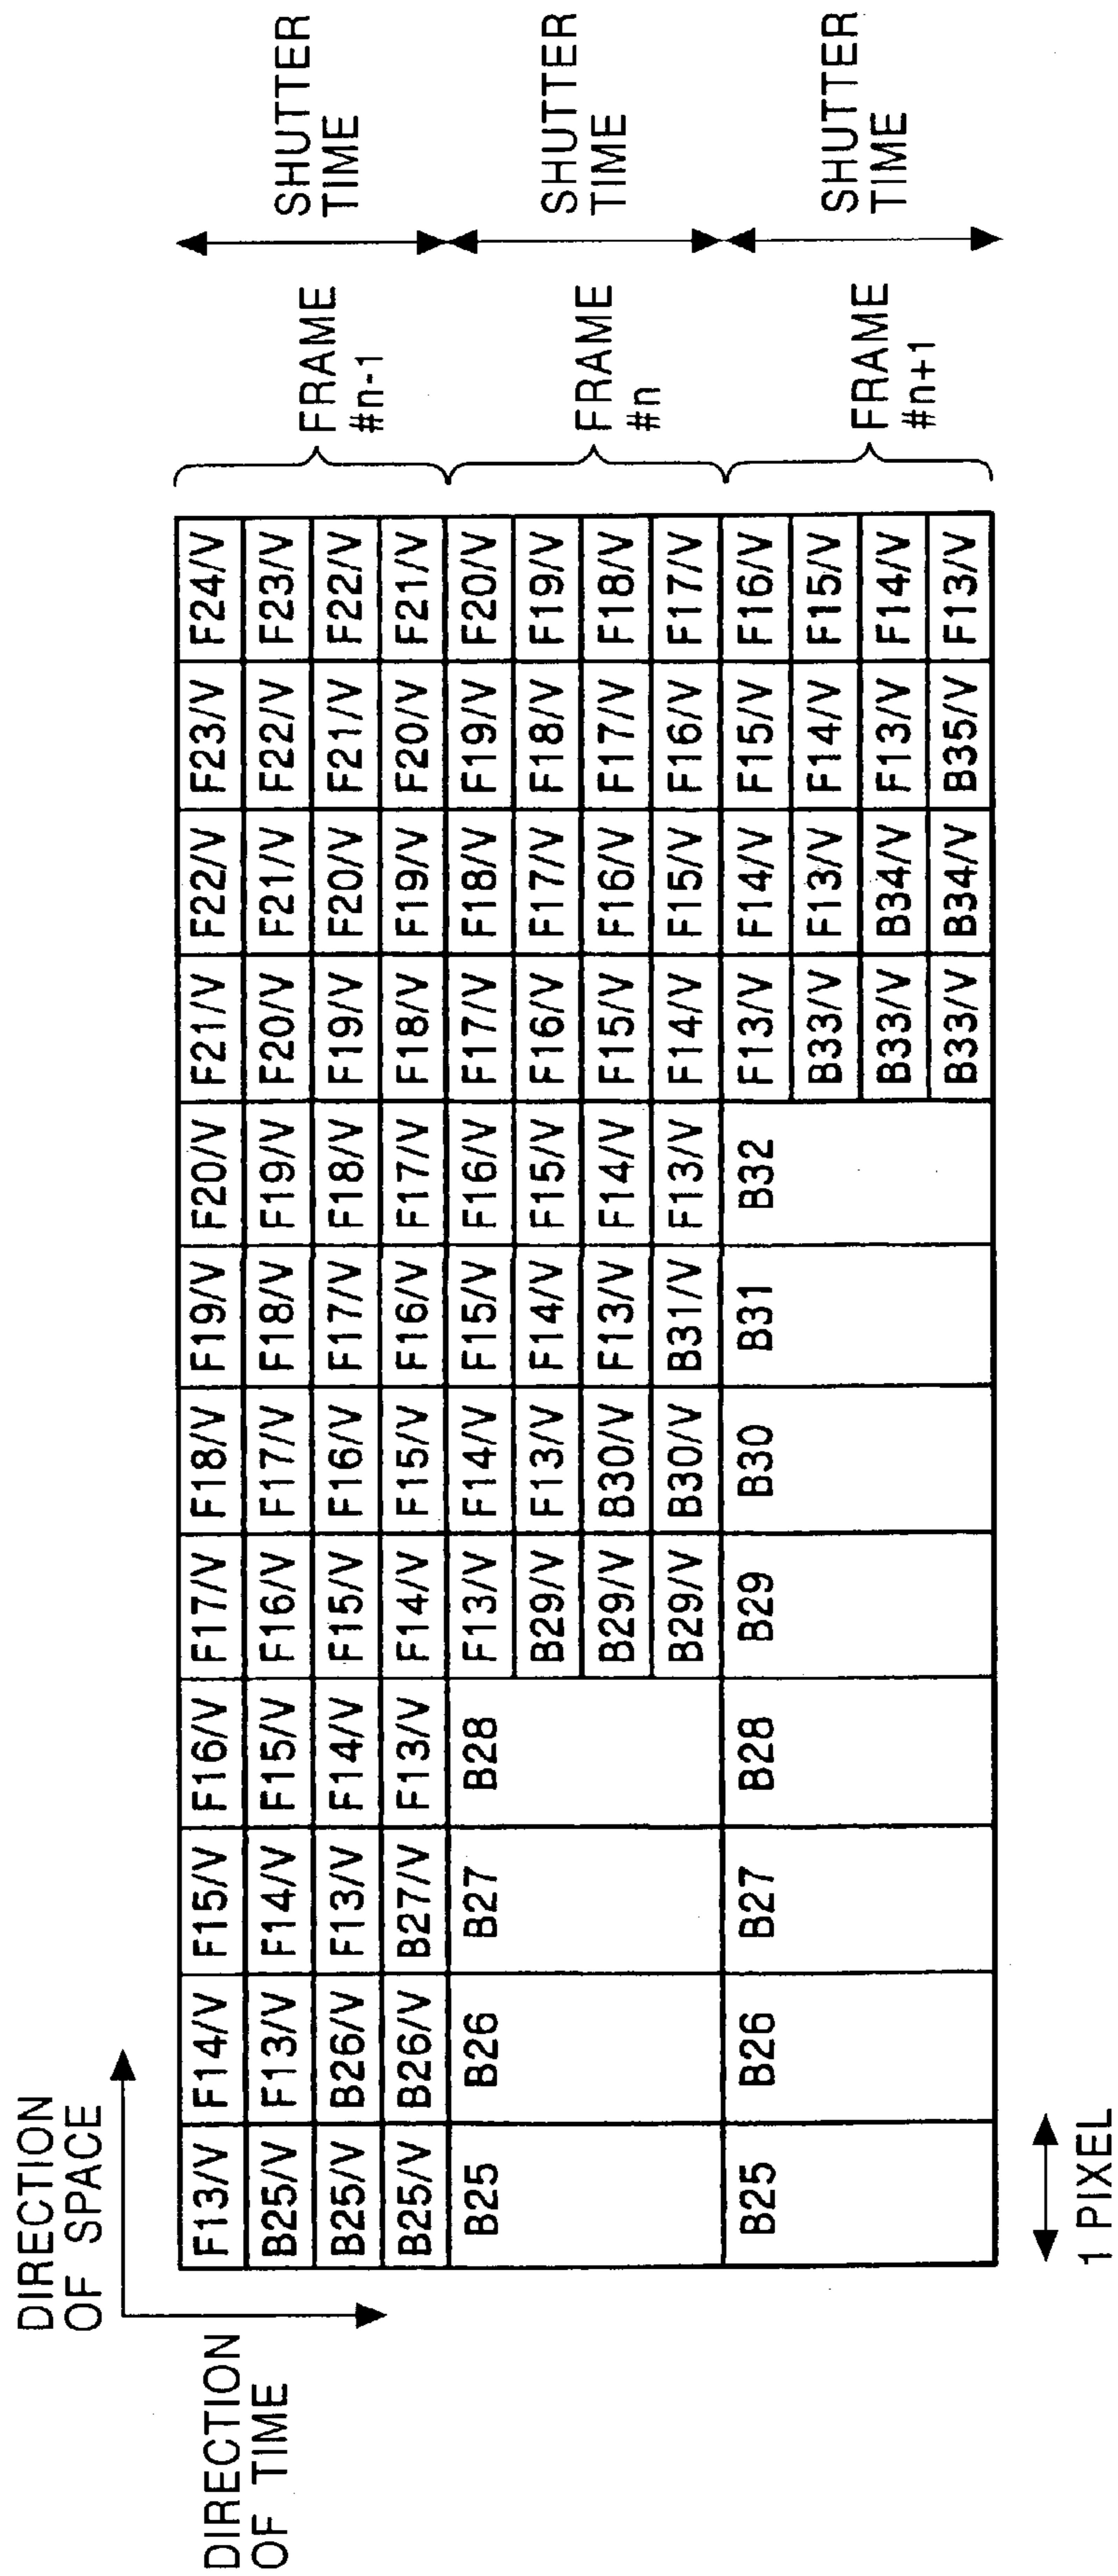 DIRECTION
OF SPACE
DIRECTION
OF TIME
F13/V F14/V F15/V F16/V F17/V F18/V F19/V F20/V F21/V F22/V F23/V F24/V
B25/V F13/V F14/V F15/V F16/V F17/V F18/V F19/V F20/V F21/V F22/V F23/V
B25/V B26/V F13/V F14/V F15/V F16/V F17/V F18/V F19/V F20/V F21/V F22/V
B25/V B26/V B27/V F13/V F14/V F15/V F16/V F17/V F18/V F19/V F20/V F21/V
FRAME
#n-1
SHUTTER
TIME
B25 B26 B27 B28 F13/V F14/V F15/V F16/V F17/V F18/V F19/V F20/V
B29/V F13/V F14/V F15/V F16/V F17/V F18/V F19/V
B29/V B30/V F13/V F14/V F15/V F16/V F17/V F18/V
B29/V B30/V B31/V F13/V F14/V F15/V F16/V F17/V
FRAME
#n
SHUTTER
TIME
B25 B26 B27 B28 B29 B30 B31 B32 F13/V F14/V F15/V F16/V
B33/V F13/V F14/V F15/V
B33/V B34/V F13/V F14/V
B33/V B34/V B35/V F13/V
FRAME
#n+1
SHUTTER
TIME
1 PIXEL